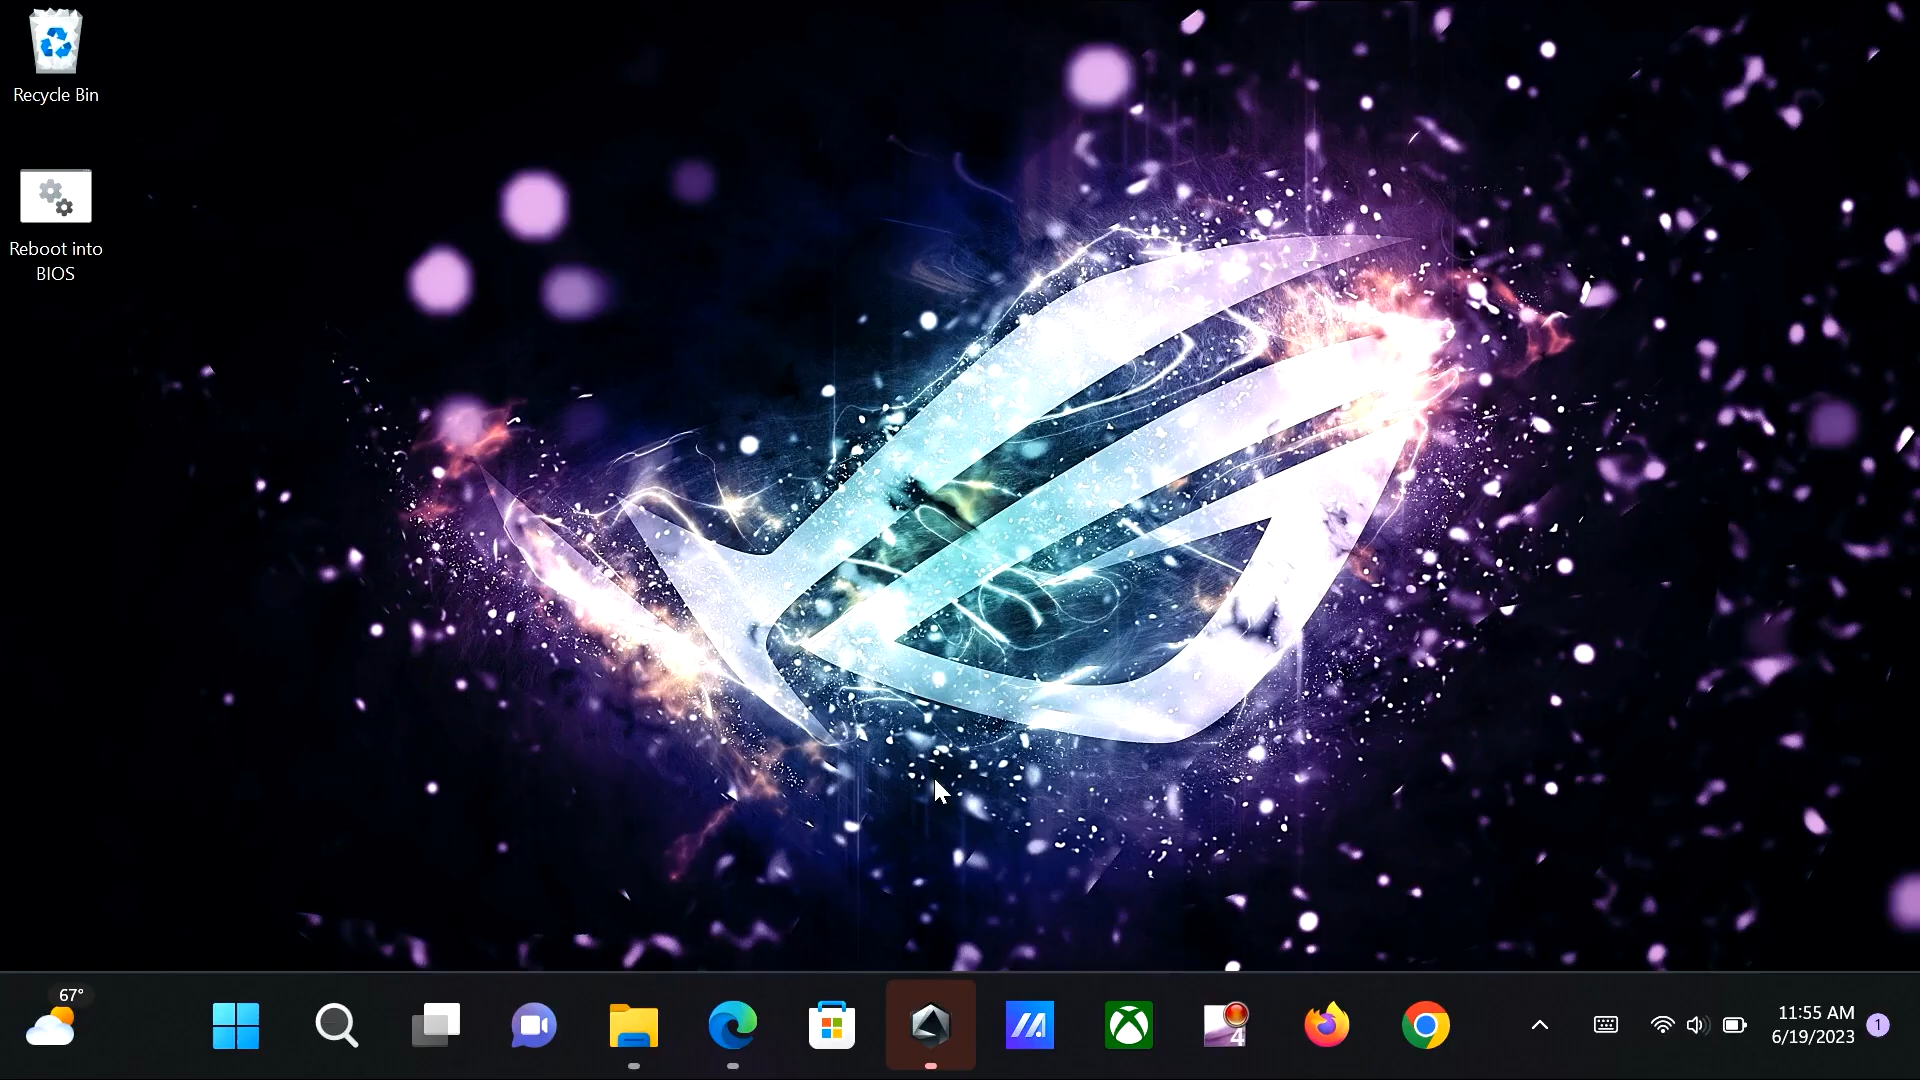 Recycle Bin
Reboot into
BIOS
67°
4
11:55 AM
6/19/2023
1